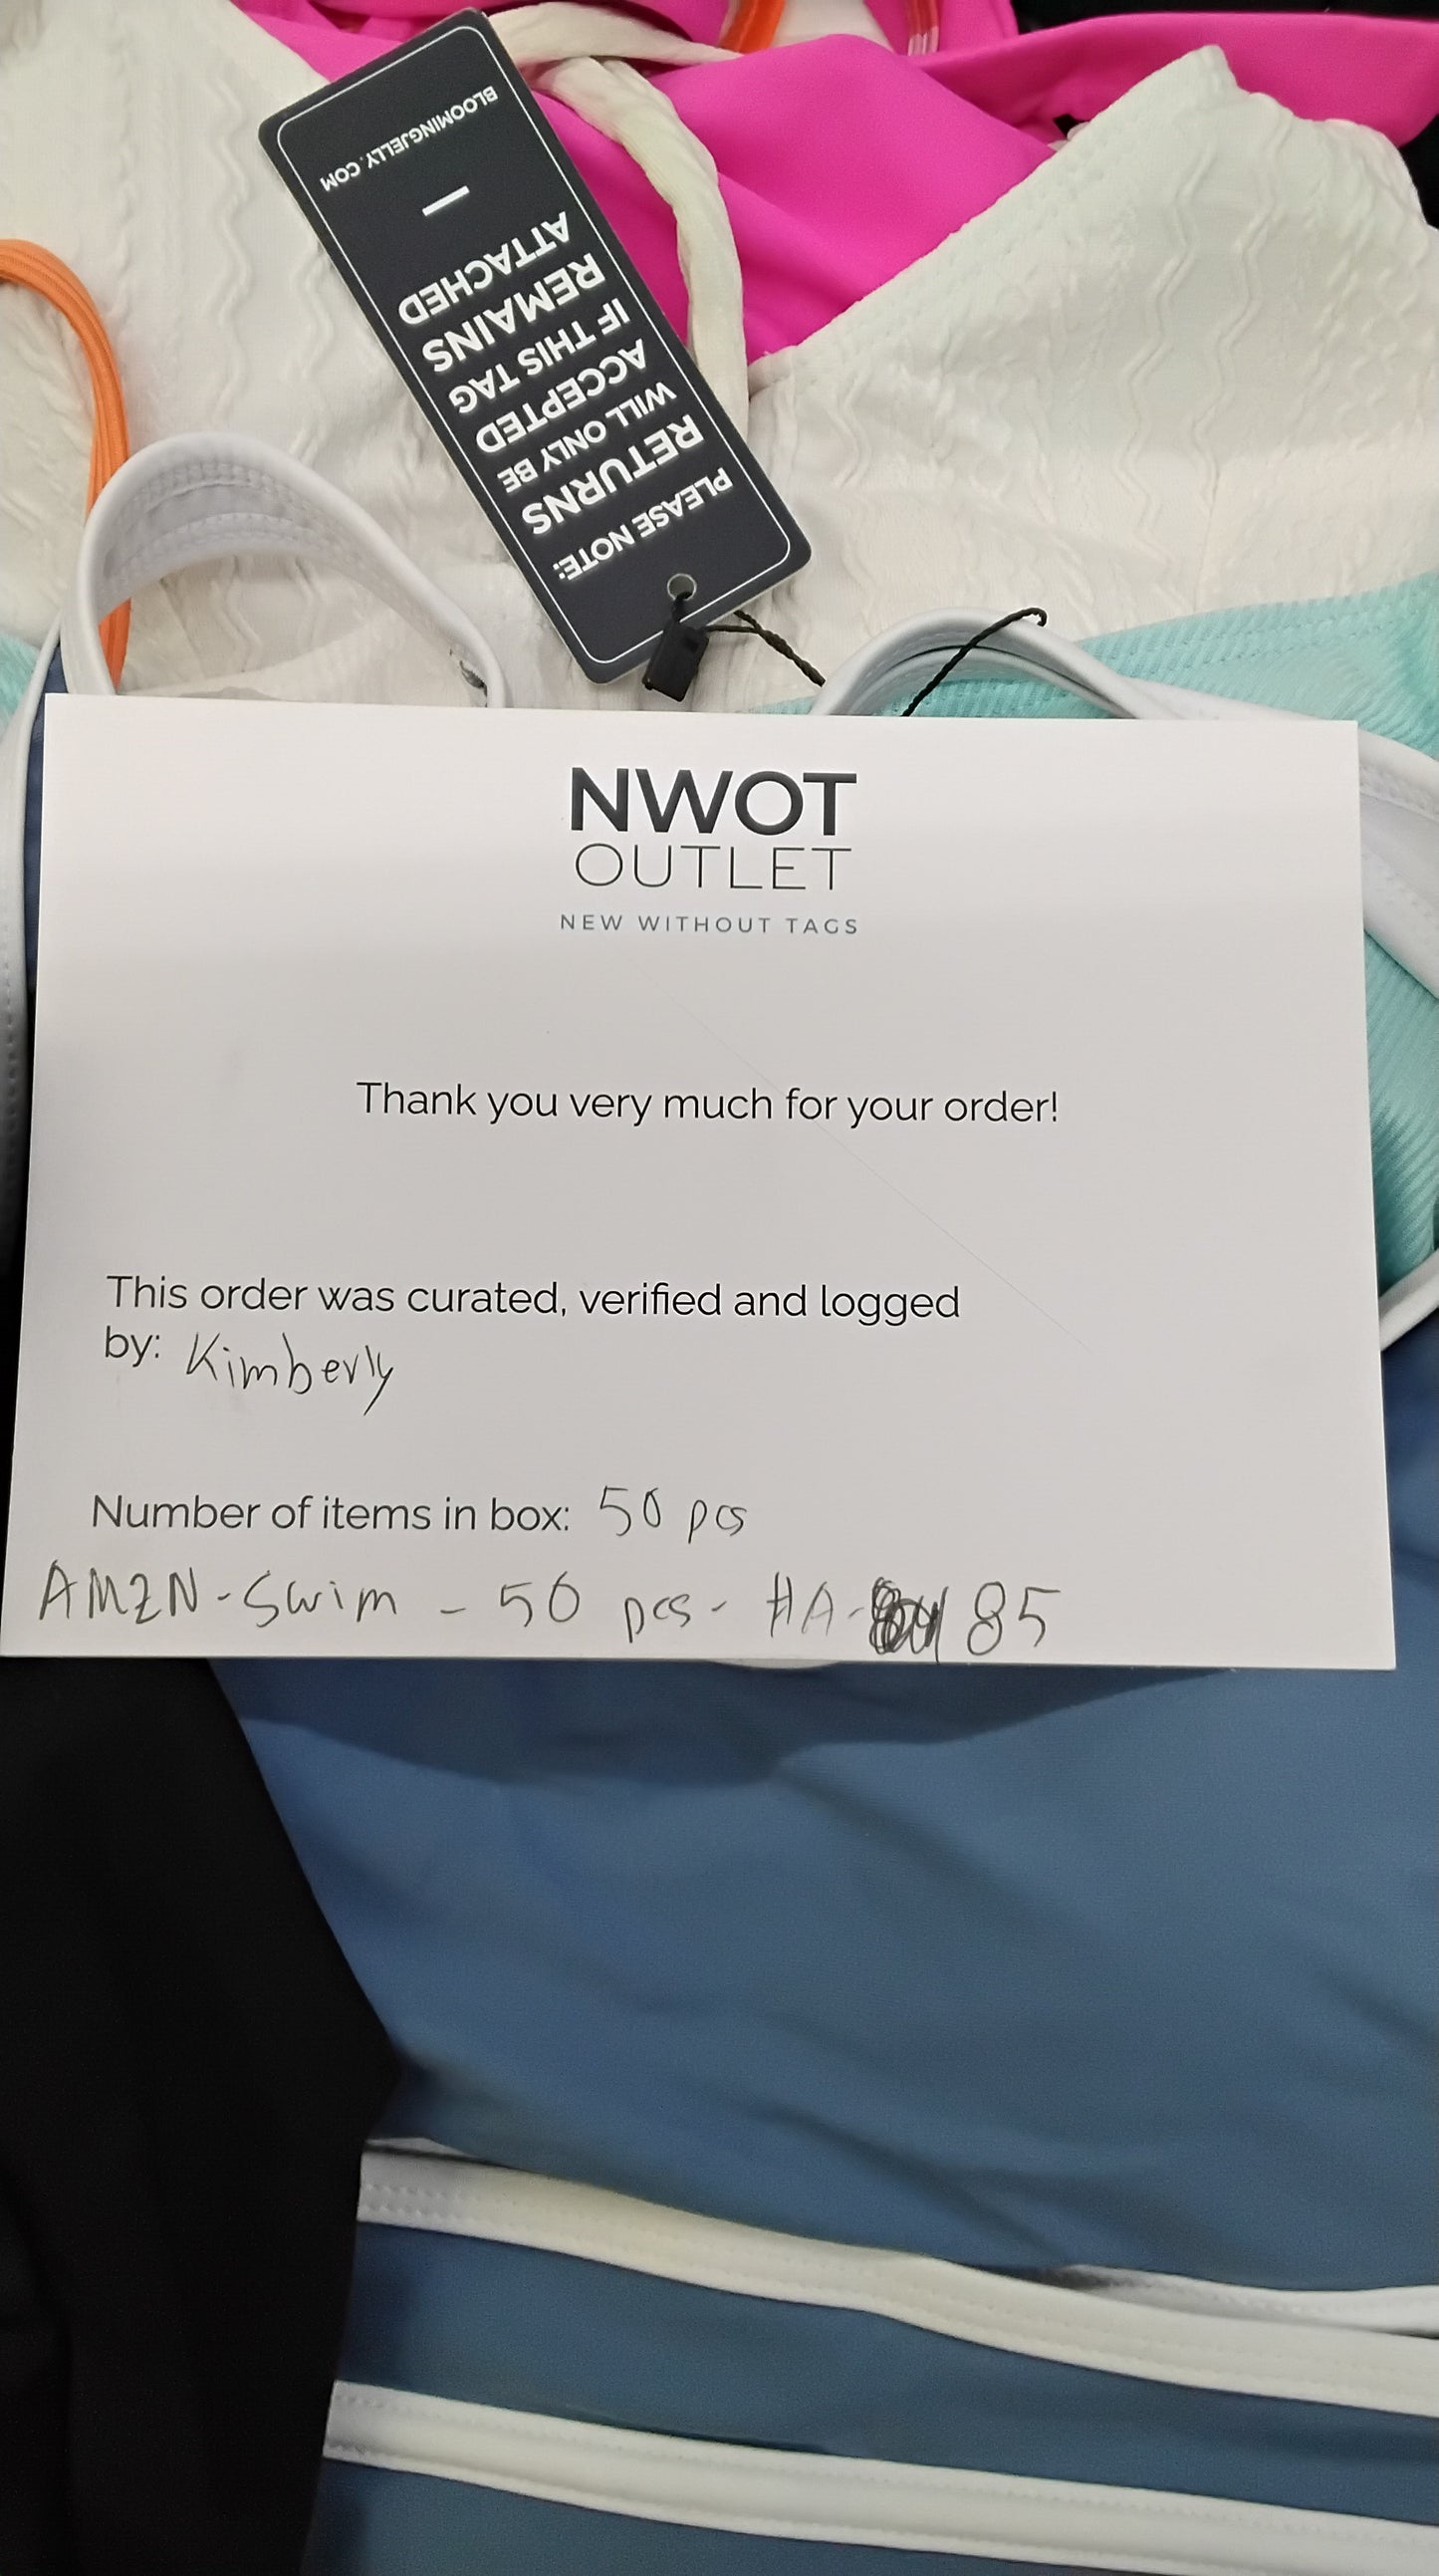 PLEASE NOTE:
RETURNS
WILL ONLY BE
ACCEPTED
IF THIS TAG
REMAINS
ATTACHED
BLOOMINGJELLY.COM
NWOT
OUTLET
NEW WITHOUT TAGS
Thank you very much for your order!
This order was curated, verified and logged
by: Kimberly
Number of items in box: 50 pcs
AMZN-Swim - 50 pcs- HA- 85